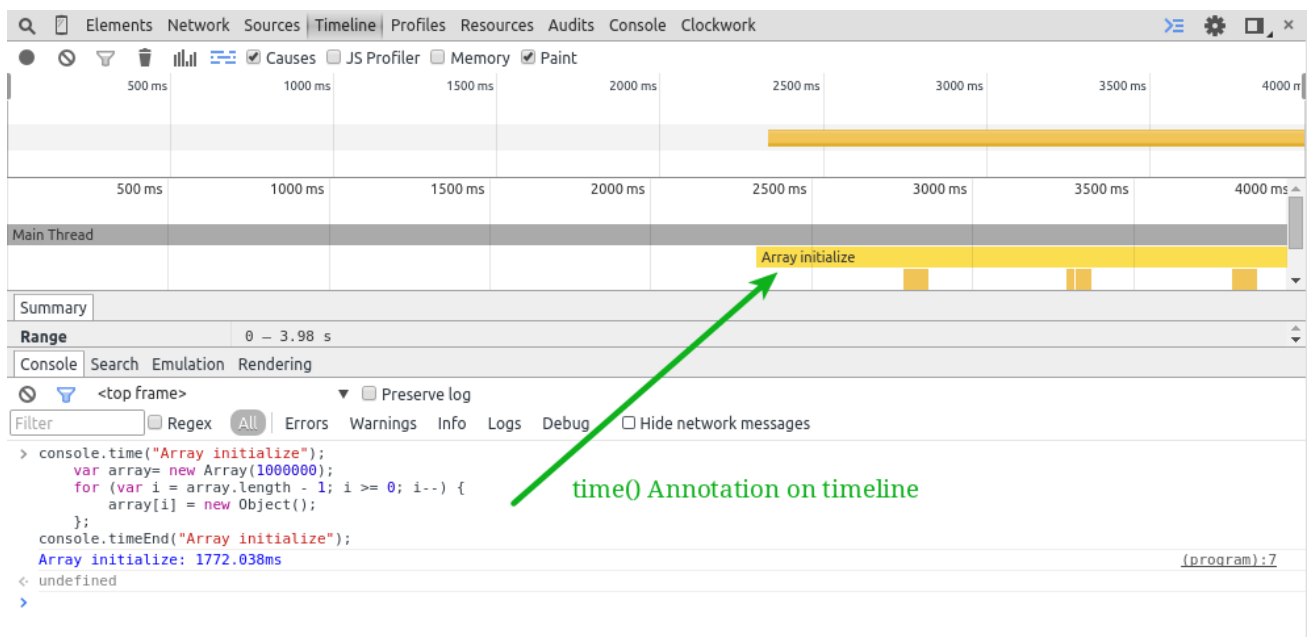 Elements Network Sources Timeline Profiles Resources Audits Console Clockwork
Causes JS Profiler Memory Paint
500 ms 1000 ms 1500 ms 2000 ms 2500 ms 3000 ms 3500 ms 4000 m
500 ms 1000 ms 1500 ms 2000 ms 2500 ms 3000 ms 3500 ms 4000 ms
Main Thread
Array initialize
Summary
Range 0 – 3.98 s
Console Search Emulation Rendering
<top frame> ▼ Preserve log
Filter Regex All Errors Warnings Info Logs Debug Hide network messages
> console.time("Array initialize");
var array= new Array(1000000);
for (var i = array.length - 1; i >= 0; i--) {
array[i] = new Object();
};
console.timeEnd("Array initialize");
time() Annotation on timeline
Array initialize: 1772.038ms (program):7
undefined
>